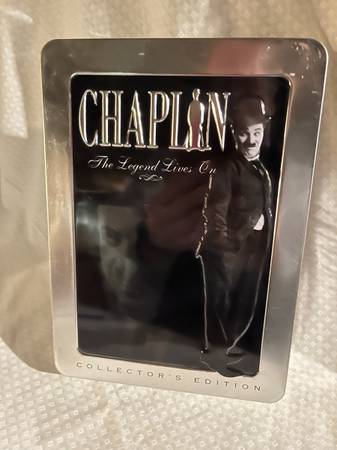 CHAPLIN
The Legend Lives On
COLLECTOR'S EDITION